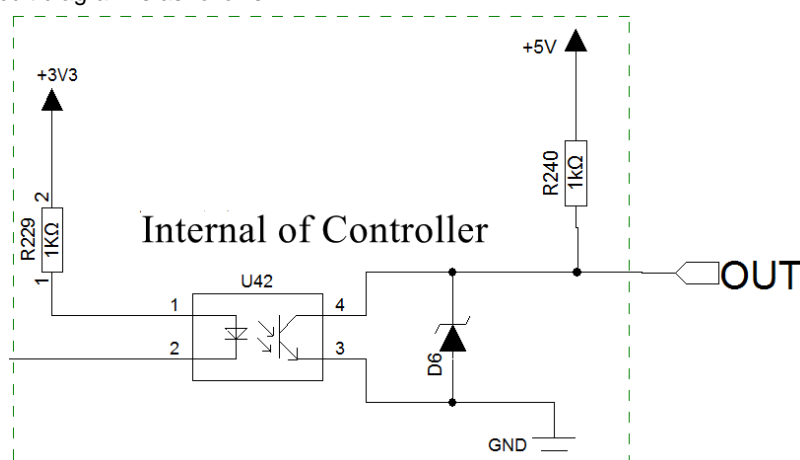 +5V
+3V3
R240
1kΩ
2
R229
1KΩ
1
Internal of Controller
OUT
U42
1
4
2
3
D6
GND